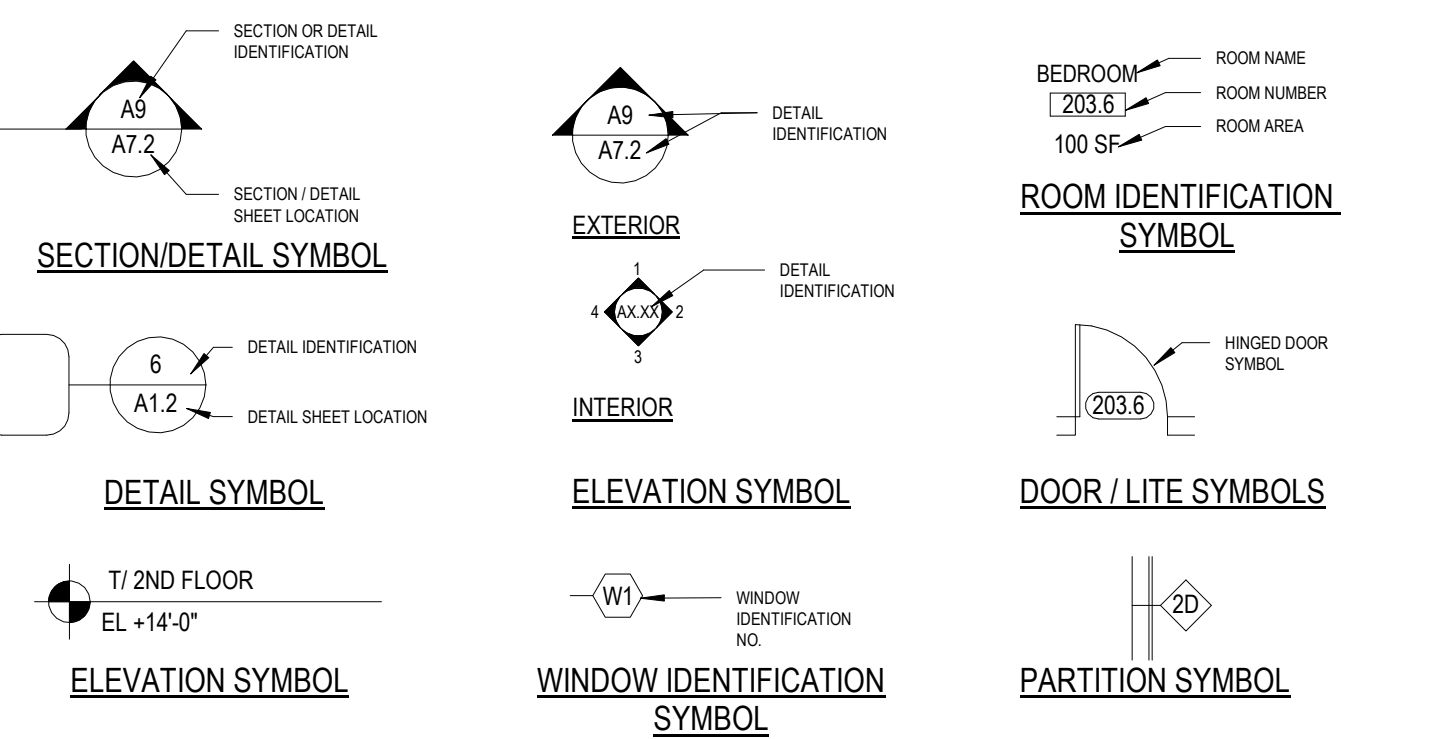 SECTION OR DETAIL
IDENTIFICATION
A9
A7.2
SECTION / DETAIL
SHEET LOCATION
SECTION/DETAIL SYMBOL
A9
A7.2
DETAIL
IDENTIFICATION
EXTERIOR
1
4
AX.XX
2
3
DETAIL
IDENTIFICATION
INTERIOR
ELEVATION SYMBOL
BEDROOM
ROOM NAME
203.6
ROOM NUMBER
100 SF
ROOM AREA
ROOM IDENTIFICATION
SYMBOL
6
A1.2
DETAIL IDENTIFICATION
DETAIL SHEET LOCATION
DETAIL SYMBOL
HINGED DOOR
SYMBOL
203.6
DOOR / LITE SYMBOLS
T/ 2ND FLOOR
EL +14'-0"
ELEVATION SYMBOL
W1
WINDOW
IDENTIFICATION
NO.
WINDOW IDENTIFICATION
SYMBOL
2D
PARTITION SYMBOL